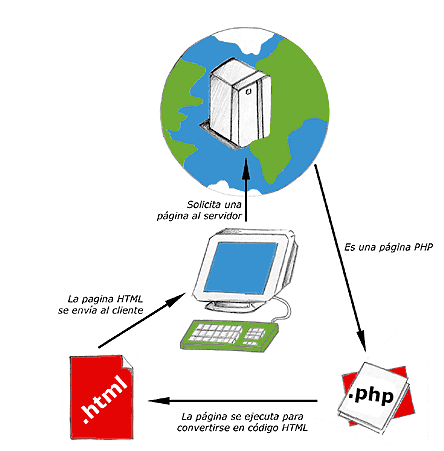 Solicita una
página al servidor
Es una página PHP
La pagina HTML
se envía al cliente
.html
.php
La página se ejecuta para
convertirse en código HTML